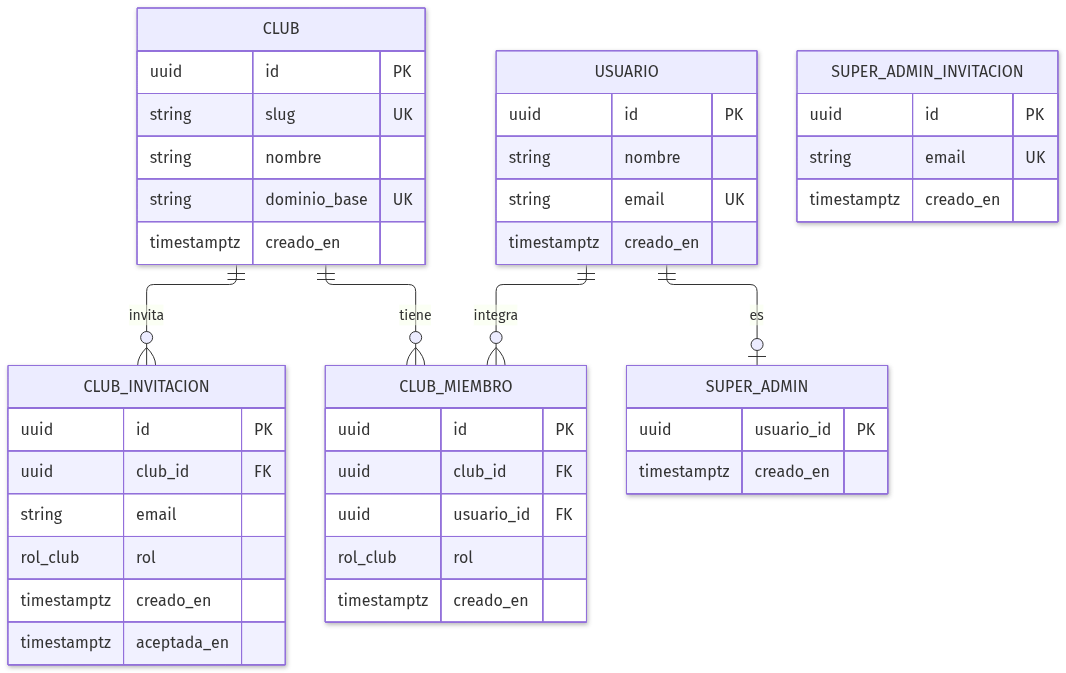 CLUB
uuid id PK
string slug UK
string nombre
string dominio_base UK
timestamptz creado_en
USUARIO
uuid id PK
string nombre
string email UK
timestamptz creado_en
SUPER_ADMIN_INVITACION
uuid id PK
string email UK
timestamptz creado_en
invita
tiene
integra
es
CLUB_INVITACION
uuid id PK
uuid club_id FK
string email
rol_club rol
timestamptz creado_en
timestamptz aceptada_en
CLUB_MIEMBRO
uuid id PK
uuid club_id FK
uuid usuario_id FK
rol_club rol
timestamptz creado_en
SUPER_ADMIN
uuid usuario_id PK
timestamptz creado_en